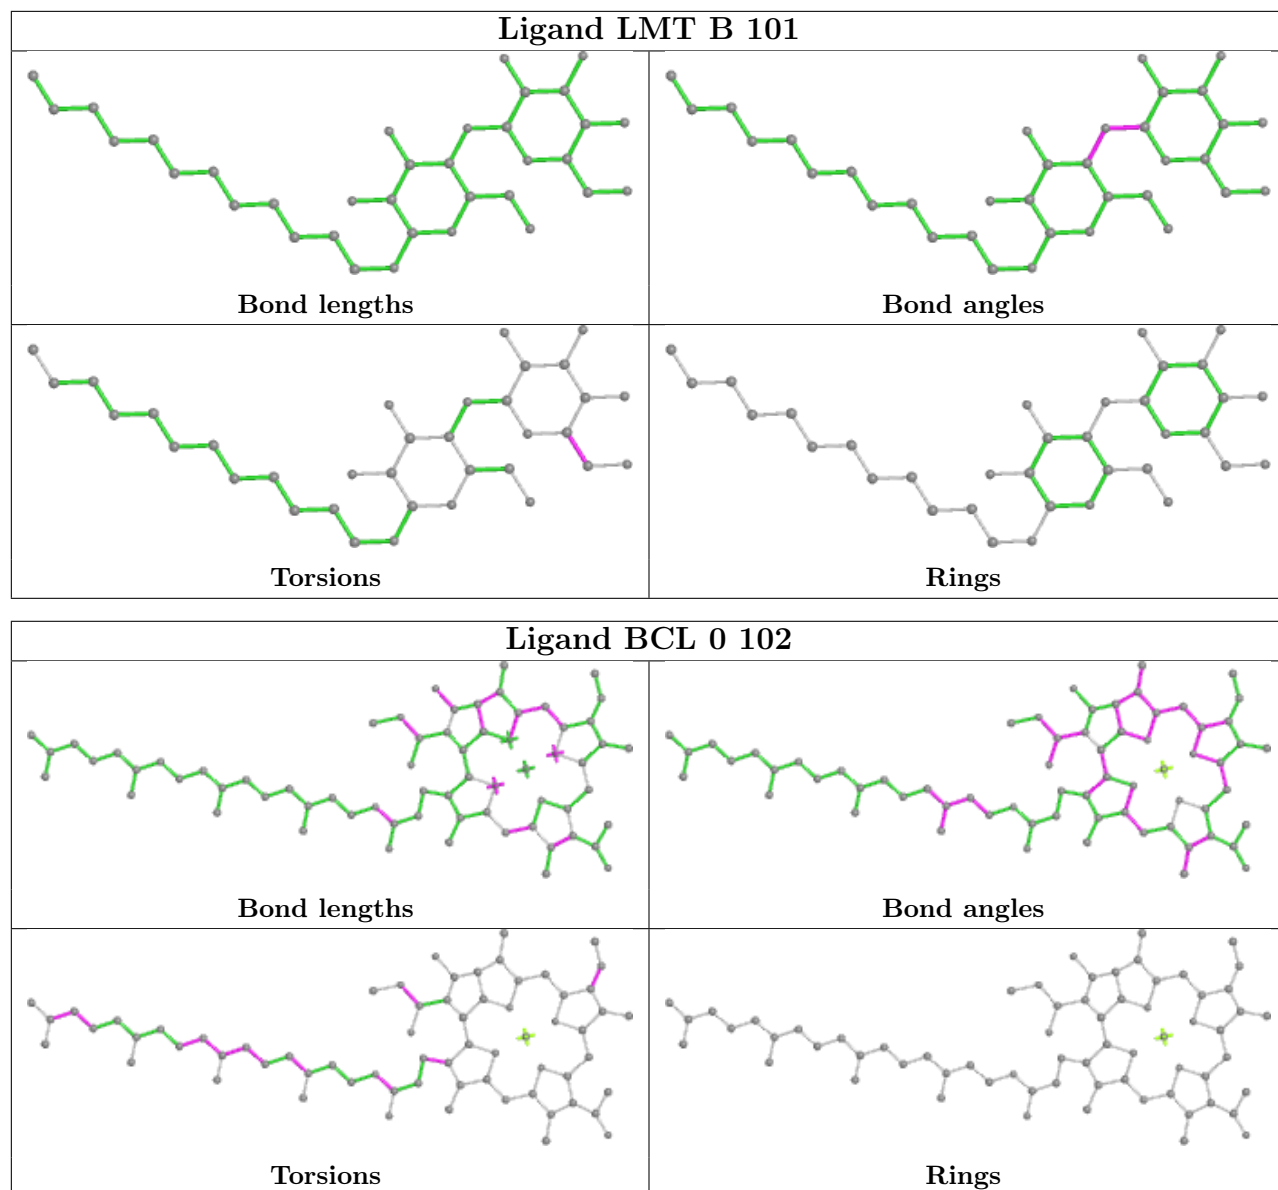 Ligand LMT B 101
Bond lengths
Bond angles
Torsions
Rings
Ligand BCL 0 102
Bond lengths
Bond angles
Torsions
Rings